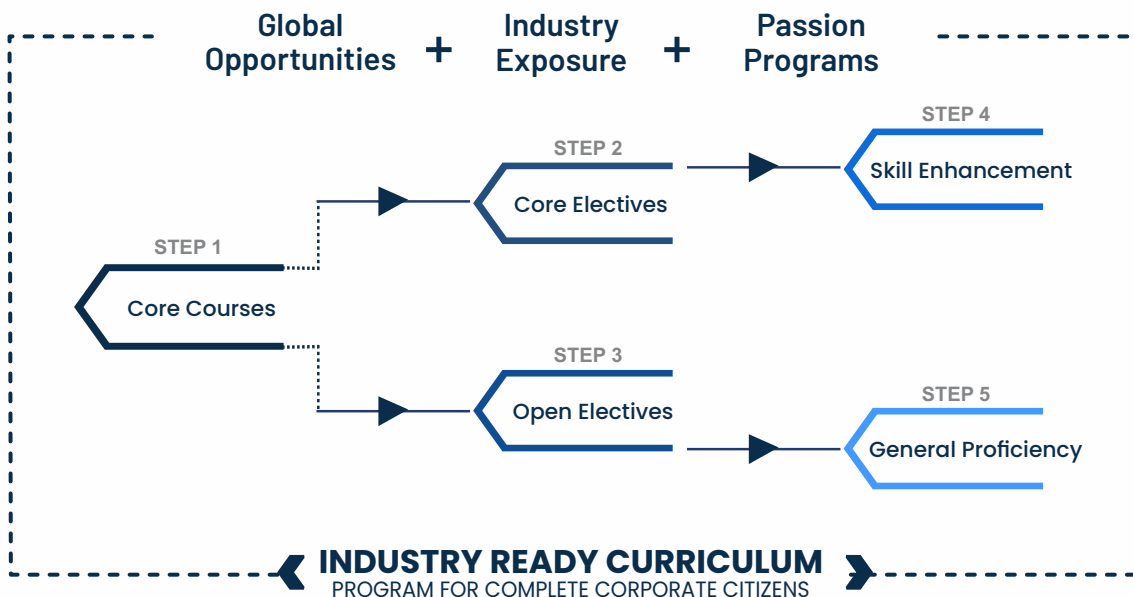 Global
Opportunities
+
Industry
Exposure
+
Passion
Programs
STEP 1
Core Courses
STEP 2
Core Electives
STEP 3
Open Electives
STEP 4
Skill Enhancement
STEP 5
General Proficiency
INDUSTRY READY CURRICULUM
PROGRAM FOR COMPLETE CORPORATE CITIZENS